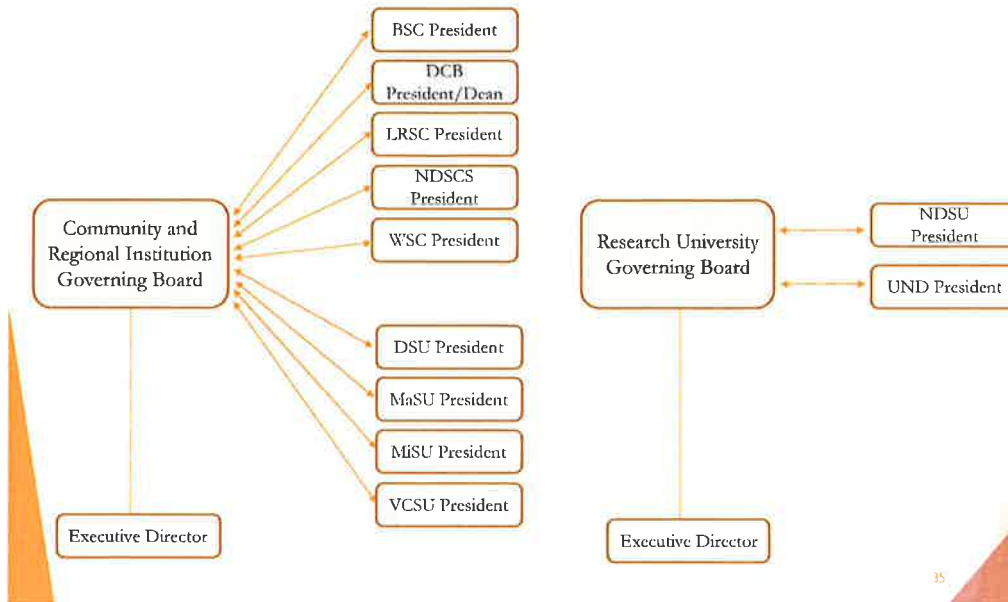 BSC President
DCB
President/Dean
LRSC President
NDSCS
President
WSC President
Community and
Regional Institution
Governing Board
DSU President
MaSU President
MiSU President
VCSU President
Executive Director
Research University
Governing Board
NDSU
President
UND President
Executive Director
35